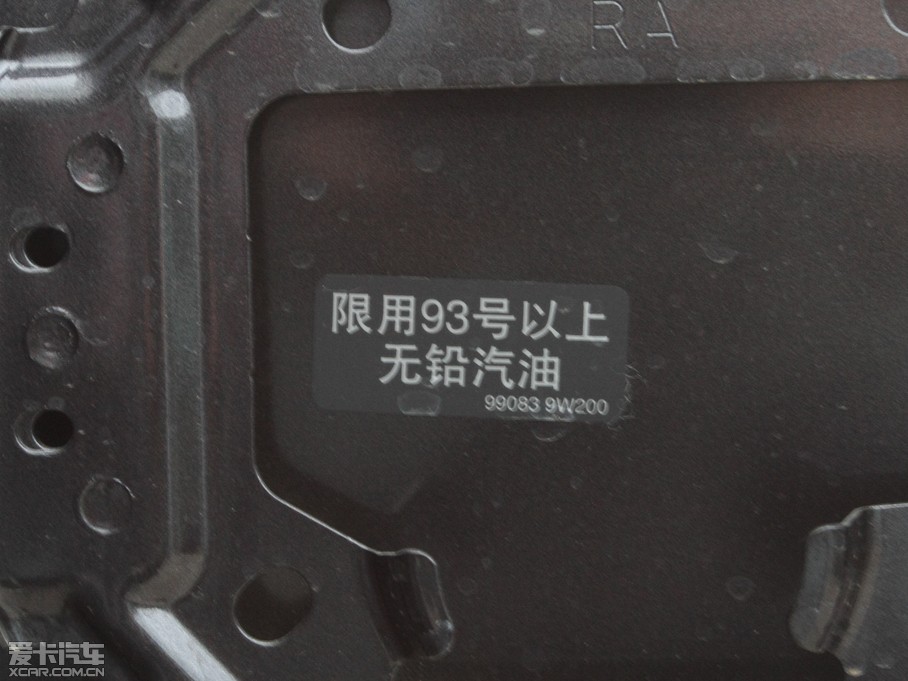 RA
限用93号以上
无铅汽油
99083 9W200
爱卡汽车
XCAR.COM.CN